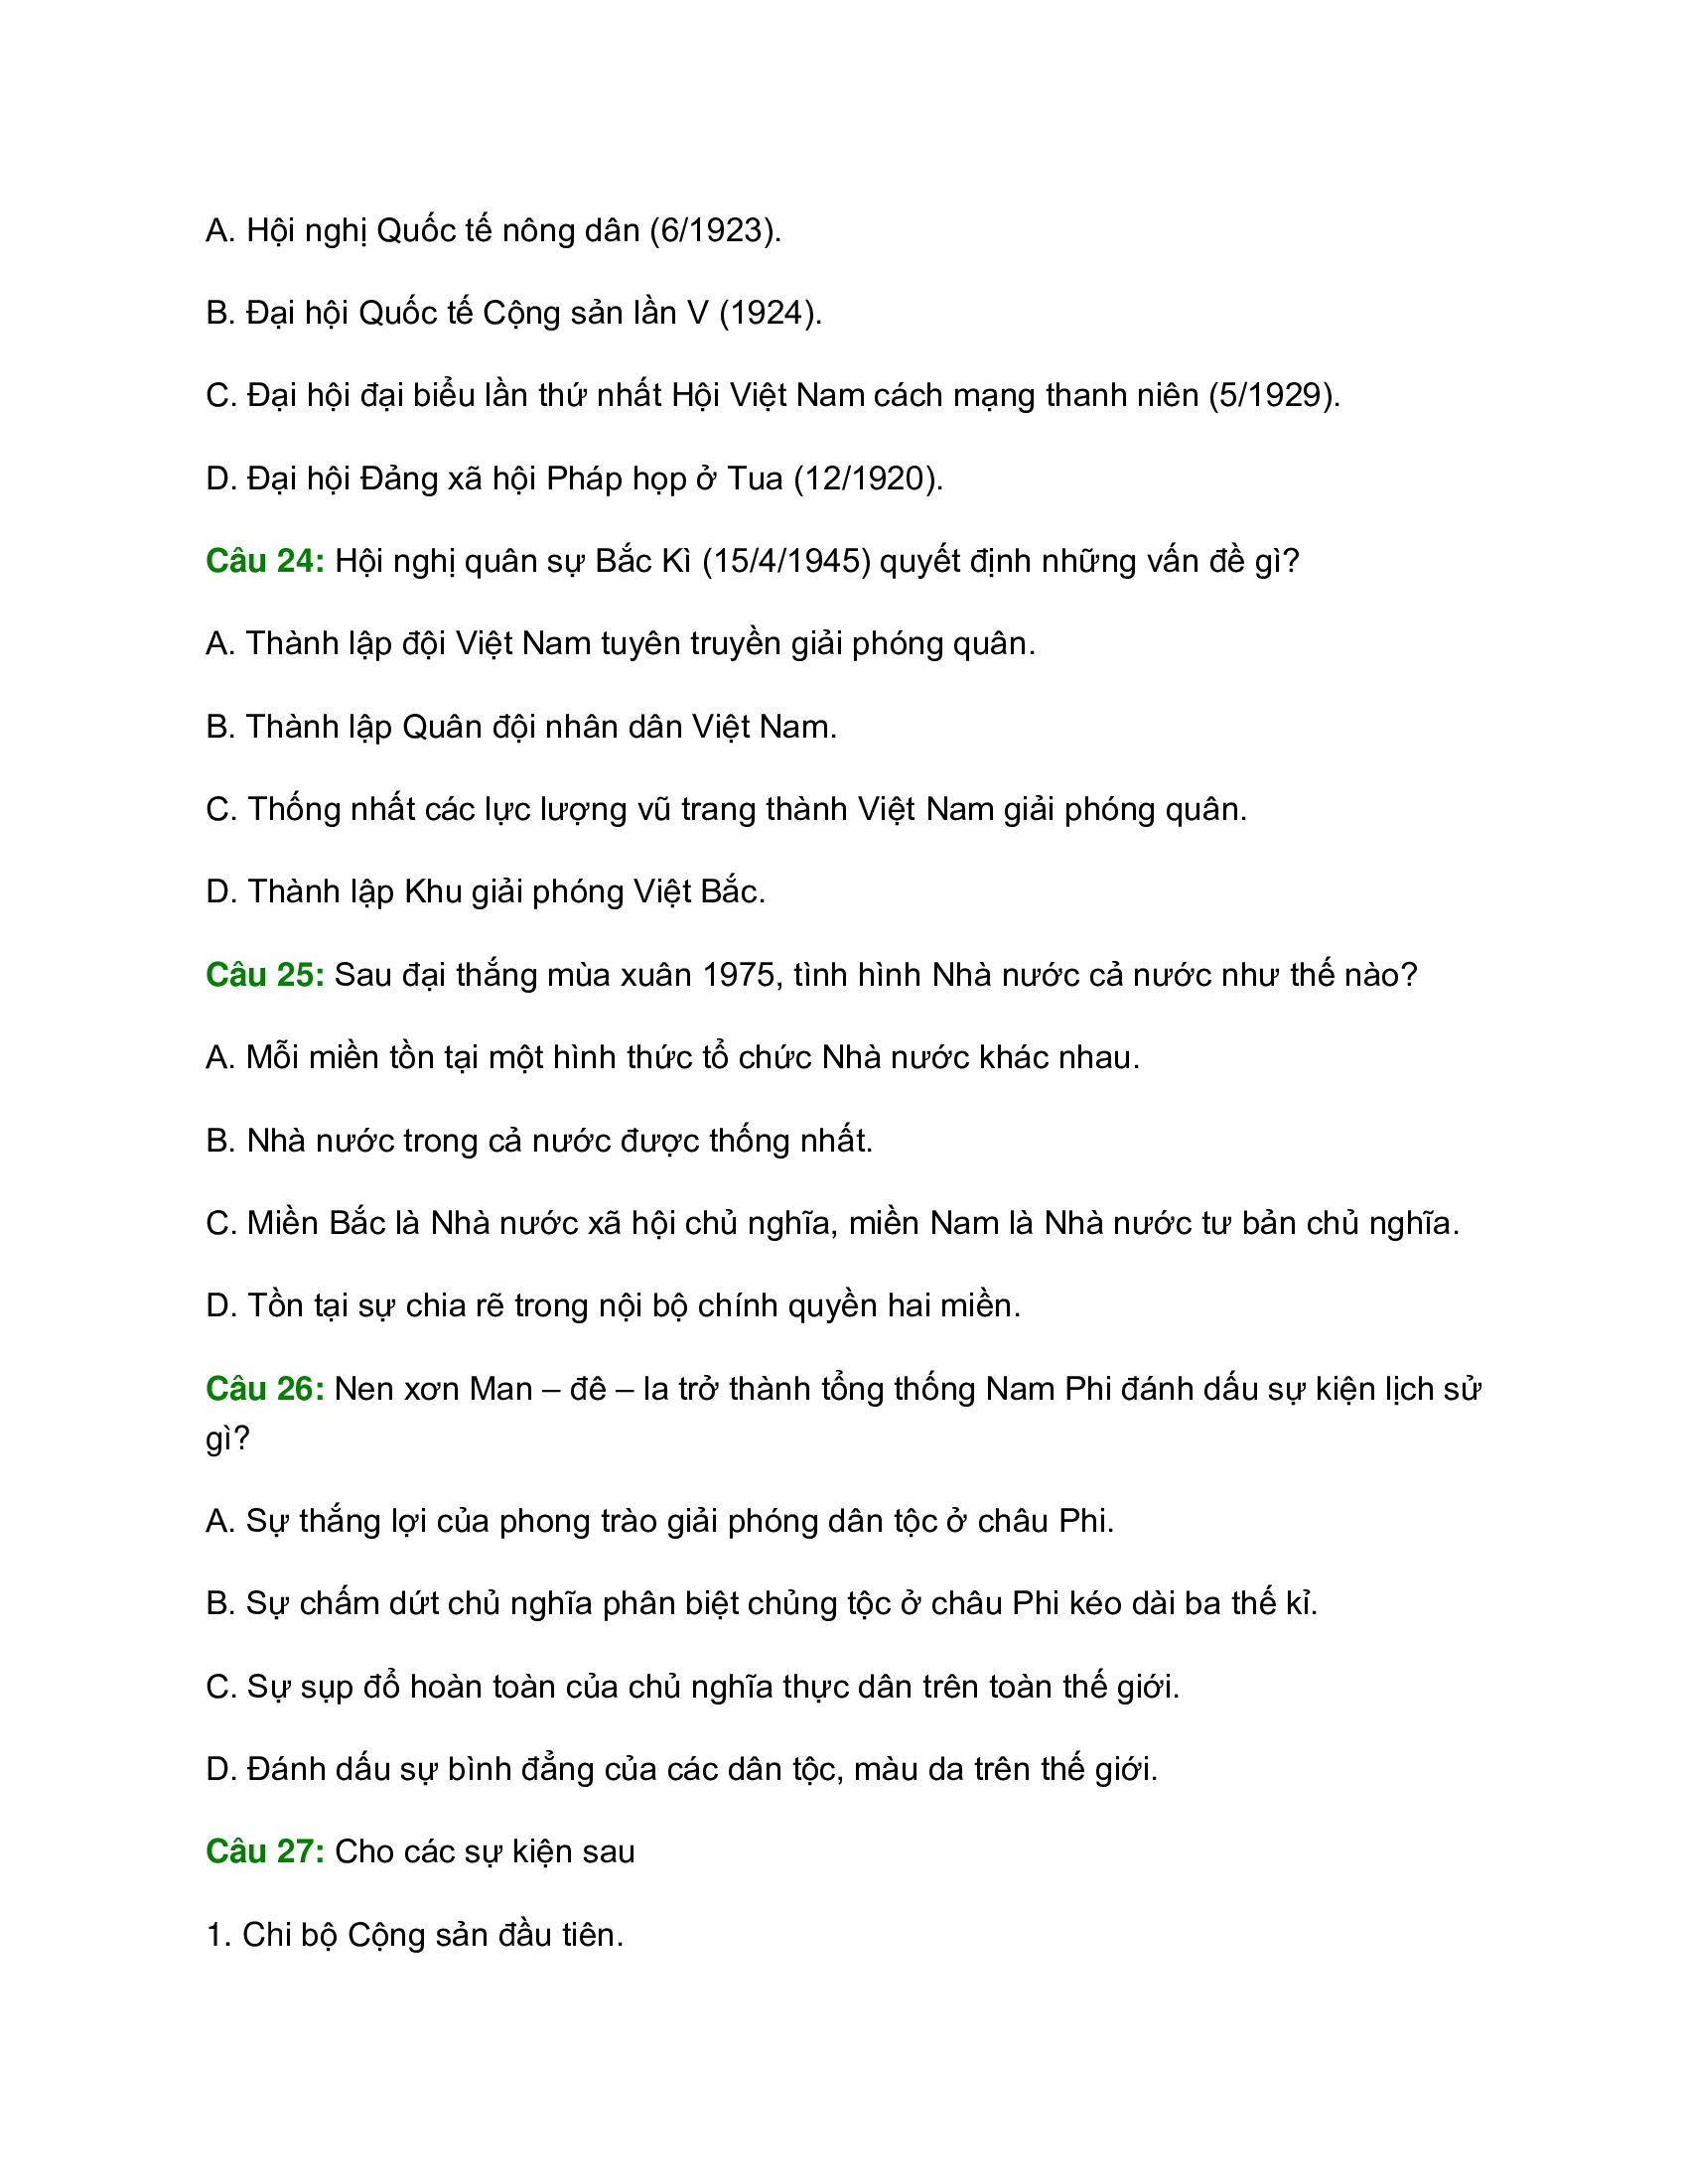 A. Hội nghị Quốc tế nông dân (6/1923).
B. Đại hội Quốc tế Cộng sản lần V (1924).
C. Đại hội đại biểu lần thứ nhất Hội Việt Nam cách mạng thanh niên (5/1929).
D. Đại hội Đảng xã hội Pháp họp ở Tua (12/1920).
Câu 24: Hội nghị quân sự Bắc Kì (15/4/1945) quyết định những vấn đề gì?
A. Thành lập đội Việt Nam tuyên truyền giải phóng quân.
B. Thành lập Quân đội nhân dân Việt Nam.
C. Thống nhất các lực lượng vũ trang thành Việt Nam giải phóng quân.
D. Thành lập Khu giải phóng Việt Bắc.
Câu 25: Sau đại thắng mùa xuân 1975, tình hình Nhà nước cả nước như thế nào?
A. Mỗi miền tồn tại một hình thức tổ chức Nhà nước khác nhau.
B. Nhà nước trong cả nước được thống nhất.
C. Miền Bắc là Nhà nước xã hội chủ nghĩa, miền Nam là Nhà nước tư bản chủ nghĩa.
D. Tồn tại sự chia rẽ trong nội bộ chính quyền hai miền.
Câu 26: Nen xơn Man – đê – la trở thành tổng thống Nam Phi đánh dấu sự kiện lịch sử
gì?
A. Sự thắng lợi của phong trào giải phóng dân tộc ở châu Phi.
B. Sự chấm dứt chủ nghĩa phân biệt chủng tộc ở châu Phi kéo dài ba thế kỉ.
C. Sự sụp đổ hoàn toàn của chủ nghĩa thực dân trên toàn thế giới.
D. Đánh dấu sự bình đẳng của các dân tộc, màu da trên thế giới.
Câu 27: Cho các sự kiện sau
1. Chi bộ Cộng sản đầu tiên.